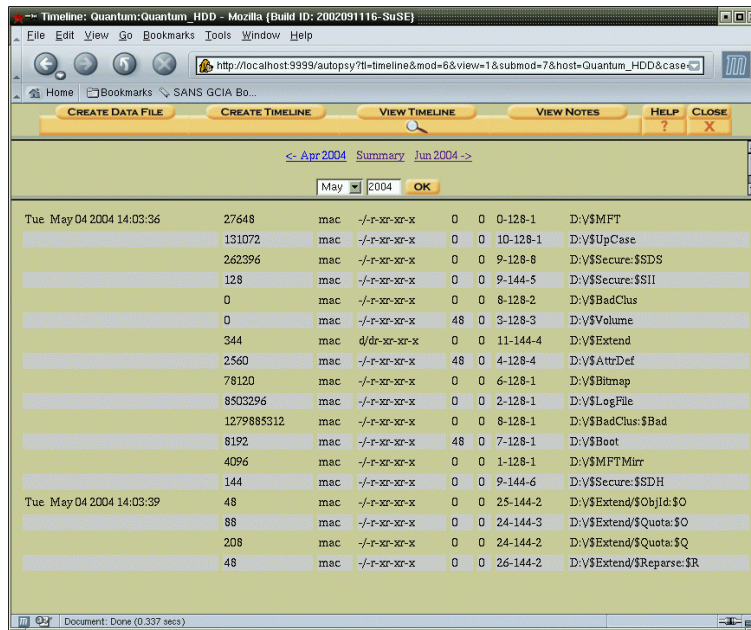 Timeline: Quantum:Quantum_HDD - Mozilla {Build ID: 2002091116-SuSE}
File Edit View Go Bookmarks Tools Window Help
http://localhost:9999/autopsy?tl=timeline&mod=6&view=1&submod=7&host=Quantum_HDD&case=
Home Bookmarks SANS GCIA Bo...
CREATE DATA FILE CREATE TIMELINE VIEW TIMELINE VIEW NOTES HELP CLOSE
? X
<- Apr 2004 Summary Jun 2004 ->
May 2004 OK
Tue May 04 2004 14:03:36 27648 mac -/-r-xr-xr-x 0 0 0-128-1 D:\/$MFT
131072 mac -/-r-xr-xr-x 0 0 10-128-1 D:\/$UpCase
262396 mac -/-r-xr-xr-x 0 0 9-128-8 D:\/$Secure:$SDS
128 mac -/-r-xr-xr-x 0 0 9-144-5 D:\/$Secure:$SII
0 mac -/-r-xr-xr-x 0 0 8-128-2 D:\/$BadClus
0 mac -/-r-xr-xr-x 48 0 3-128-3 D:\/$Volume
344 mac d/dr-xr-xr-x 0 0 11-144-4 D:\/$Extend
2560 mac -/-r-xr-xr-x 48 0 4-128-4 D:\/$AttrDef
78120 mac -/-r-xr-xr-x 0 0 6-128-1 D:\/$Bitmap
8503296 mac -/-r-xr-xr-x 0 0 2-128-1 D:\/$LogFile
1279885312 mac -/-r-xr-xr-x 0 0 8-128-1 D:\/$BadClus:$Bad
8192 mac -/-r-xr-xr-x 48 0 7-128-1 D:\/$Boot
4096 mac -/-r-xr-xr-x 0 0 1-128-1 D:\/$MFTMirr
144 mac -/-r-xr-xr-x 0 0 9-144-6 D:\/$Secure:$SDH
Tue May 04 2004 14:03:39 48 mac -/-r-xr-xr-x 0 0 25-144-2 D:\/$Extend/$ObjId:$O
88 mac -/-r-xr-xr-x 0 0 24-144-3 D:\/$Extend/$Quota:$O
208 mac -/-r-xr-xr-x 0 0 24-144-2 D:\/$Extend/$Quota:$Q
48 mac -/-r-xr-xr-x 0 0 26-144-2 D:\/$Extend/$Reparse:$R
Document: Done (0.337 secs)